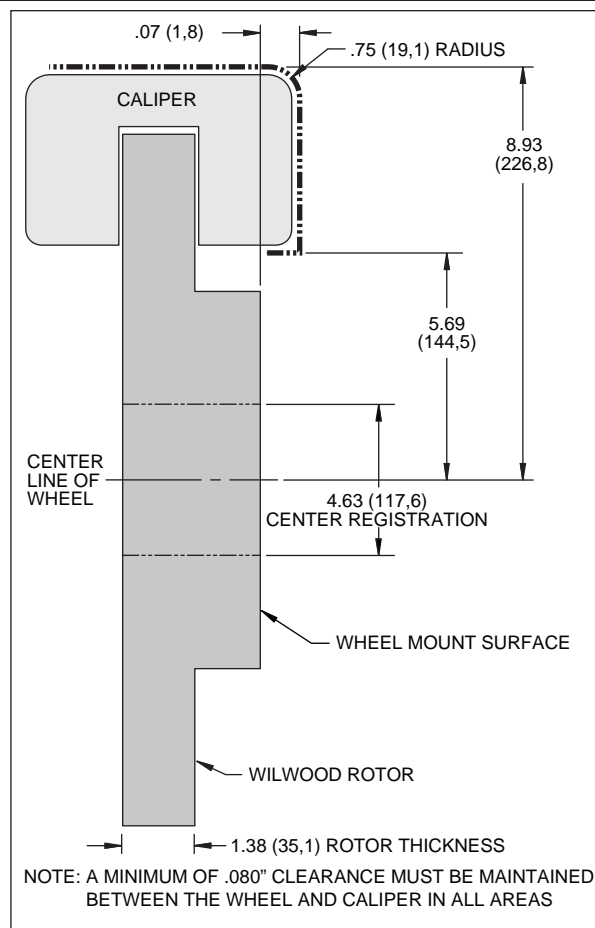 .07 (1,8)
.75 (19,1) RADIUS
CALIPER
8.93
(226,8)
5.69
(144,5)
CENTER
LINE OF
WHEEL
4.63 (117,6)
CENTER REGISTRATION
WHEEL MOUNT SURFACE
WILWOOD ROTOR
1.38 (35,1) ROTOR THICKNESS
NOTE: A MINIMUM OF .080" CLEARANCE MUST BE MAINTAINED
BETWEEN THE WHEEL AND CALIPER IN ALL AREAS